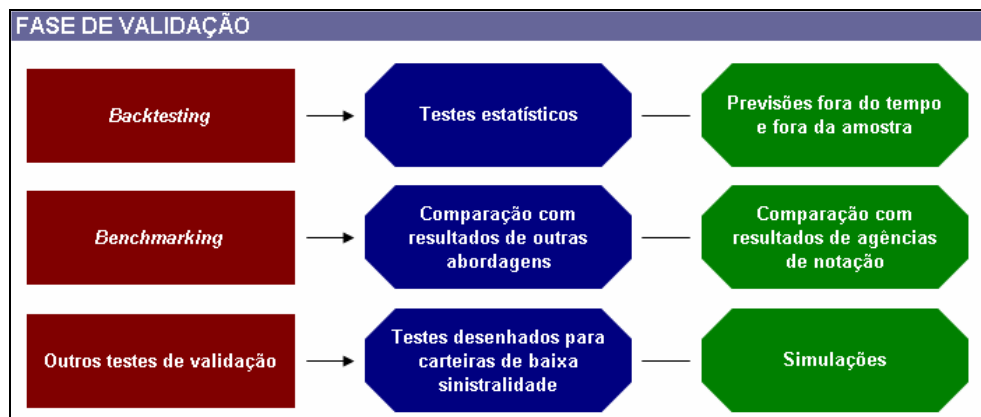 FASE DE VALIDAÇÃO
Backtesting
Testes estatísticos
Previsões fora do tempo
e fora da amostra
Benchmarking
Comparação com
resultados de outras
abordagens
Comparação com
resultados de agências
de notação
Outros testes de validação
Testes desenhados para
carteiras de baixa
sinistralidade
Simulações